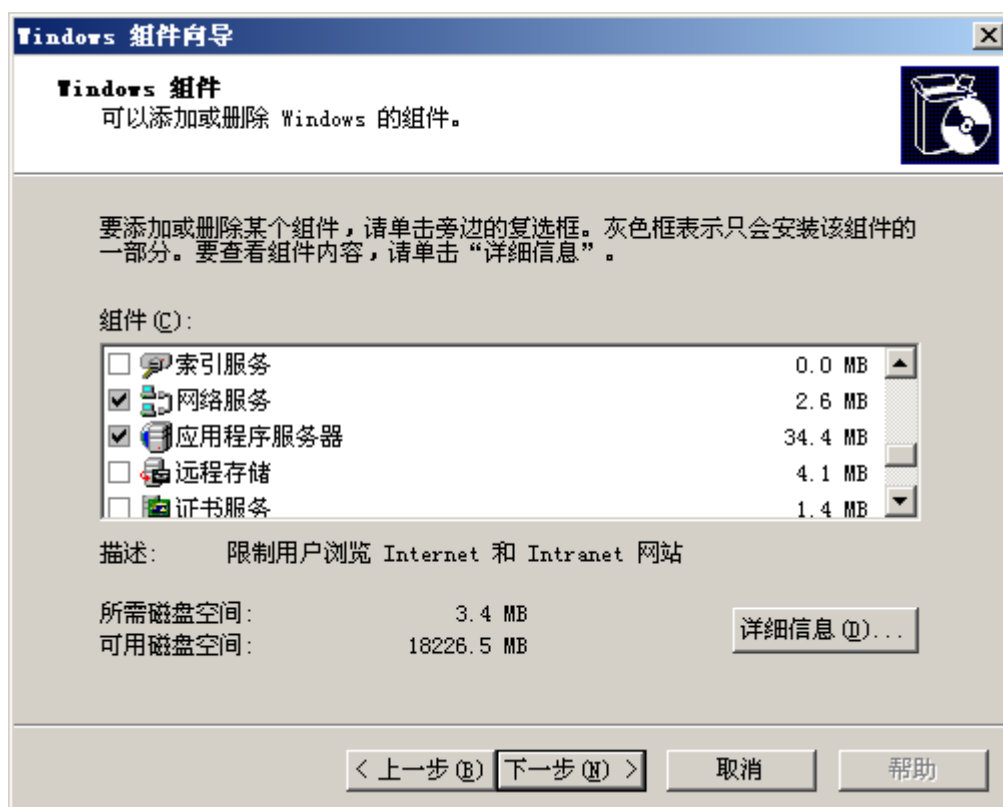 Windows 组件向导
Windows 组件
可以添加或删除 Windows 的组件。
要添加或删除某个组件，请单击旁边的复选框。灰色框表示只会安装该组件的
一部分。要查看组件内容，请单击“详细信息”。
组件(C):
索引服务 0.0 MB
网络服务 2.6 MB
应用程序服务器 34.4 MB
远程存储 4.1 MB
证书服务 1.4 MB
描述: 限制用户浏览 Internet 和 Intranet 网站
所需磁盘空间: 3.4 MB
可用磁盘空间: 18226.5 MB
详细信息(D)...
< 上一步(B) 下一步(N) > 取消 帮助